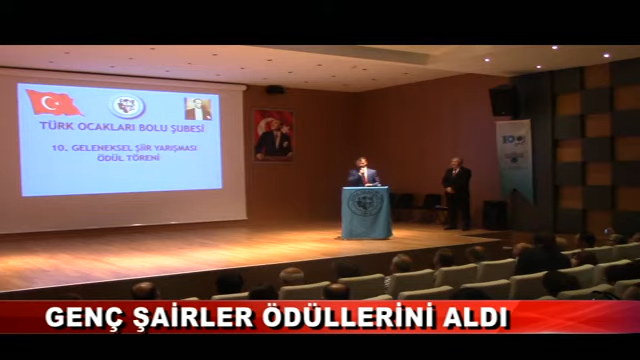 TÜRK OCAKLARI BOLU ŞUBESİ
10. GELENEKSEL ŞİİR YARIŞMASI
ÖDÜL TÖRENİ
GENÇ ŞAİRLER ÖDÜLLERİNİ ALDI